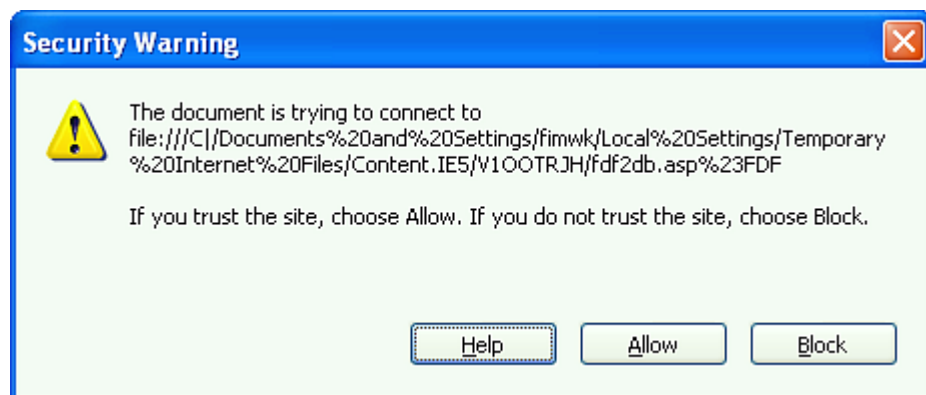 Security Warning
The document is trying to connect to
file:///C|/Documents%20and%20Settings/fimwk/Local%20Settings/Temporary
%20Internet%20Files/Content.IE5/V1OOTRJH/fdf2db.asp%23FDF
If you trust the site, choose Allow. If you do not trust the site, choose Block.
Help Allow Block